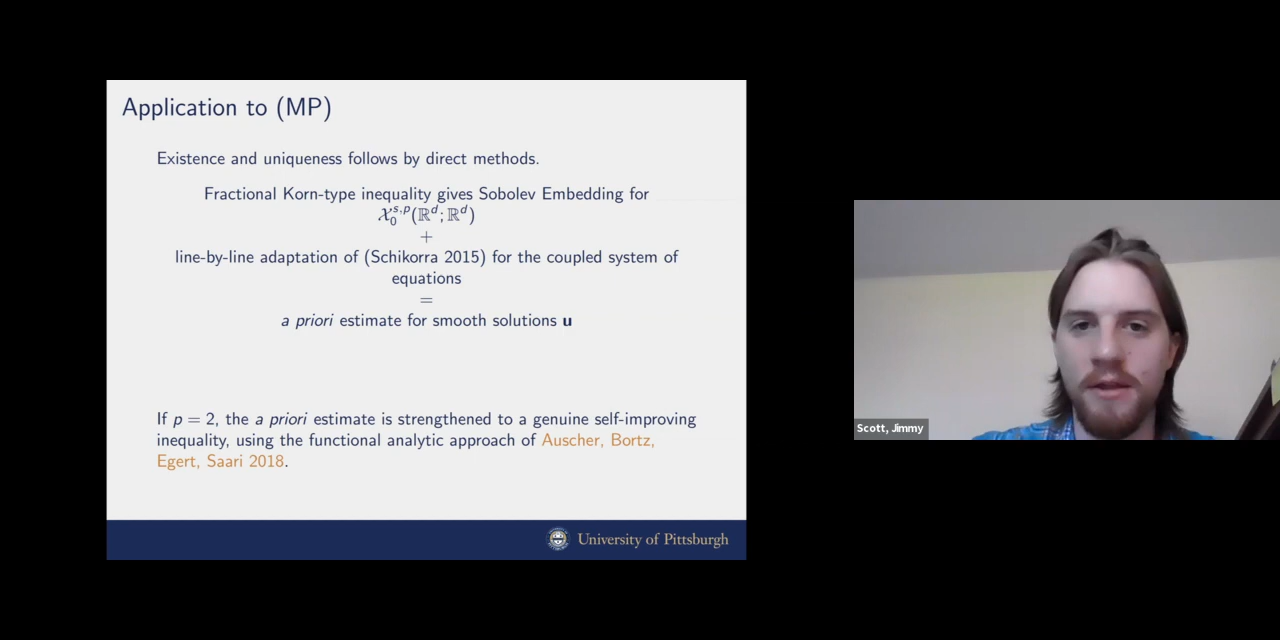 Application to (MP)
Existence and uniqueness follows by direct methods.
Fractional Korn-type inequality gives Sobolev Embedding for
𝒳₀^{s,p}(ℝ^d; ℝ^d)
+
line-by-line adaptation of (Schikorra 2015) for the coupled system of
equations
=
a priori estimate for smooth solutions u
If p = 2, the a priori estimate is strengthened to a genuine self-improving
inequality, using the functional analytic approach of Auscher, Bortz,
Egert, Saari 2018.
University of Pittsburgh
Scott, Jimmy